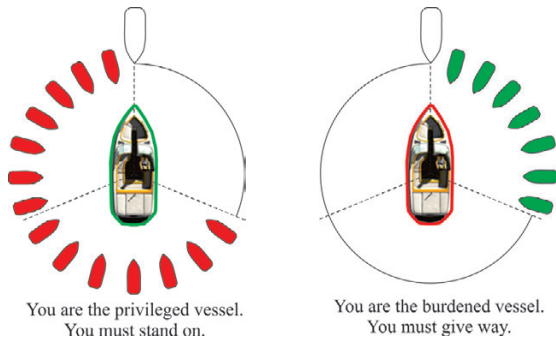 You are the privileged vessel.
You must stand on.
You are the burdened vessel.
You must give way.